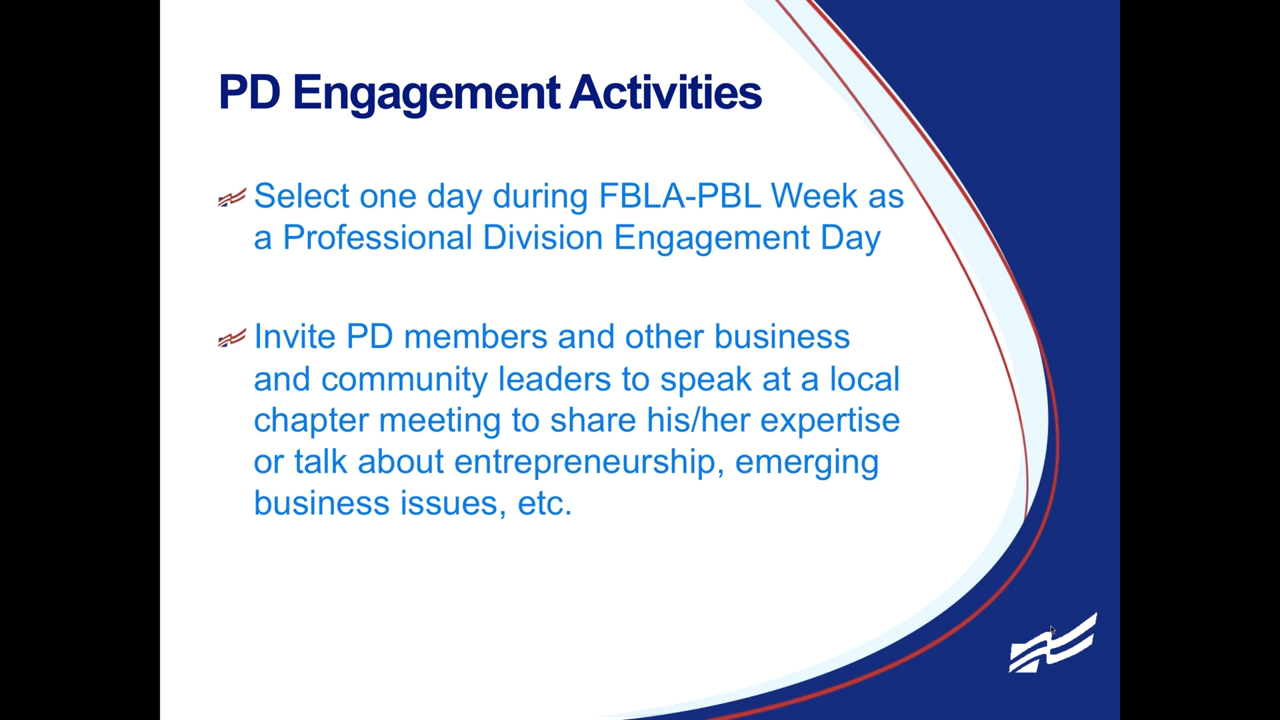 PD Engagement Activities
Select one day during FBLA-PBL Week as
a Professional Division Engagement Day
Invite PD members and other business
and community leaders to speak at a local
chapter meeting to share his/her expertise
or talk about entrepreneurship, emerging
business issues, etc.